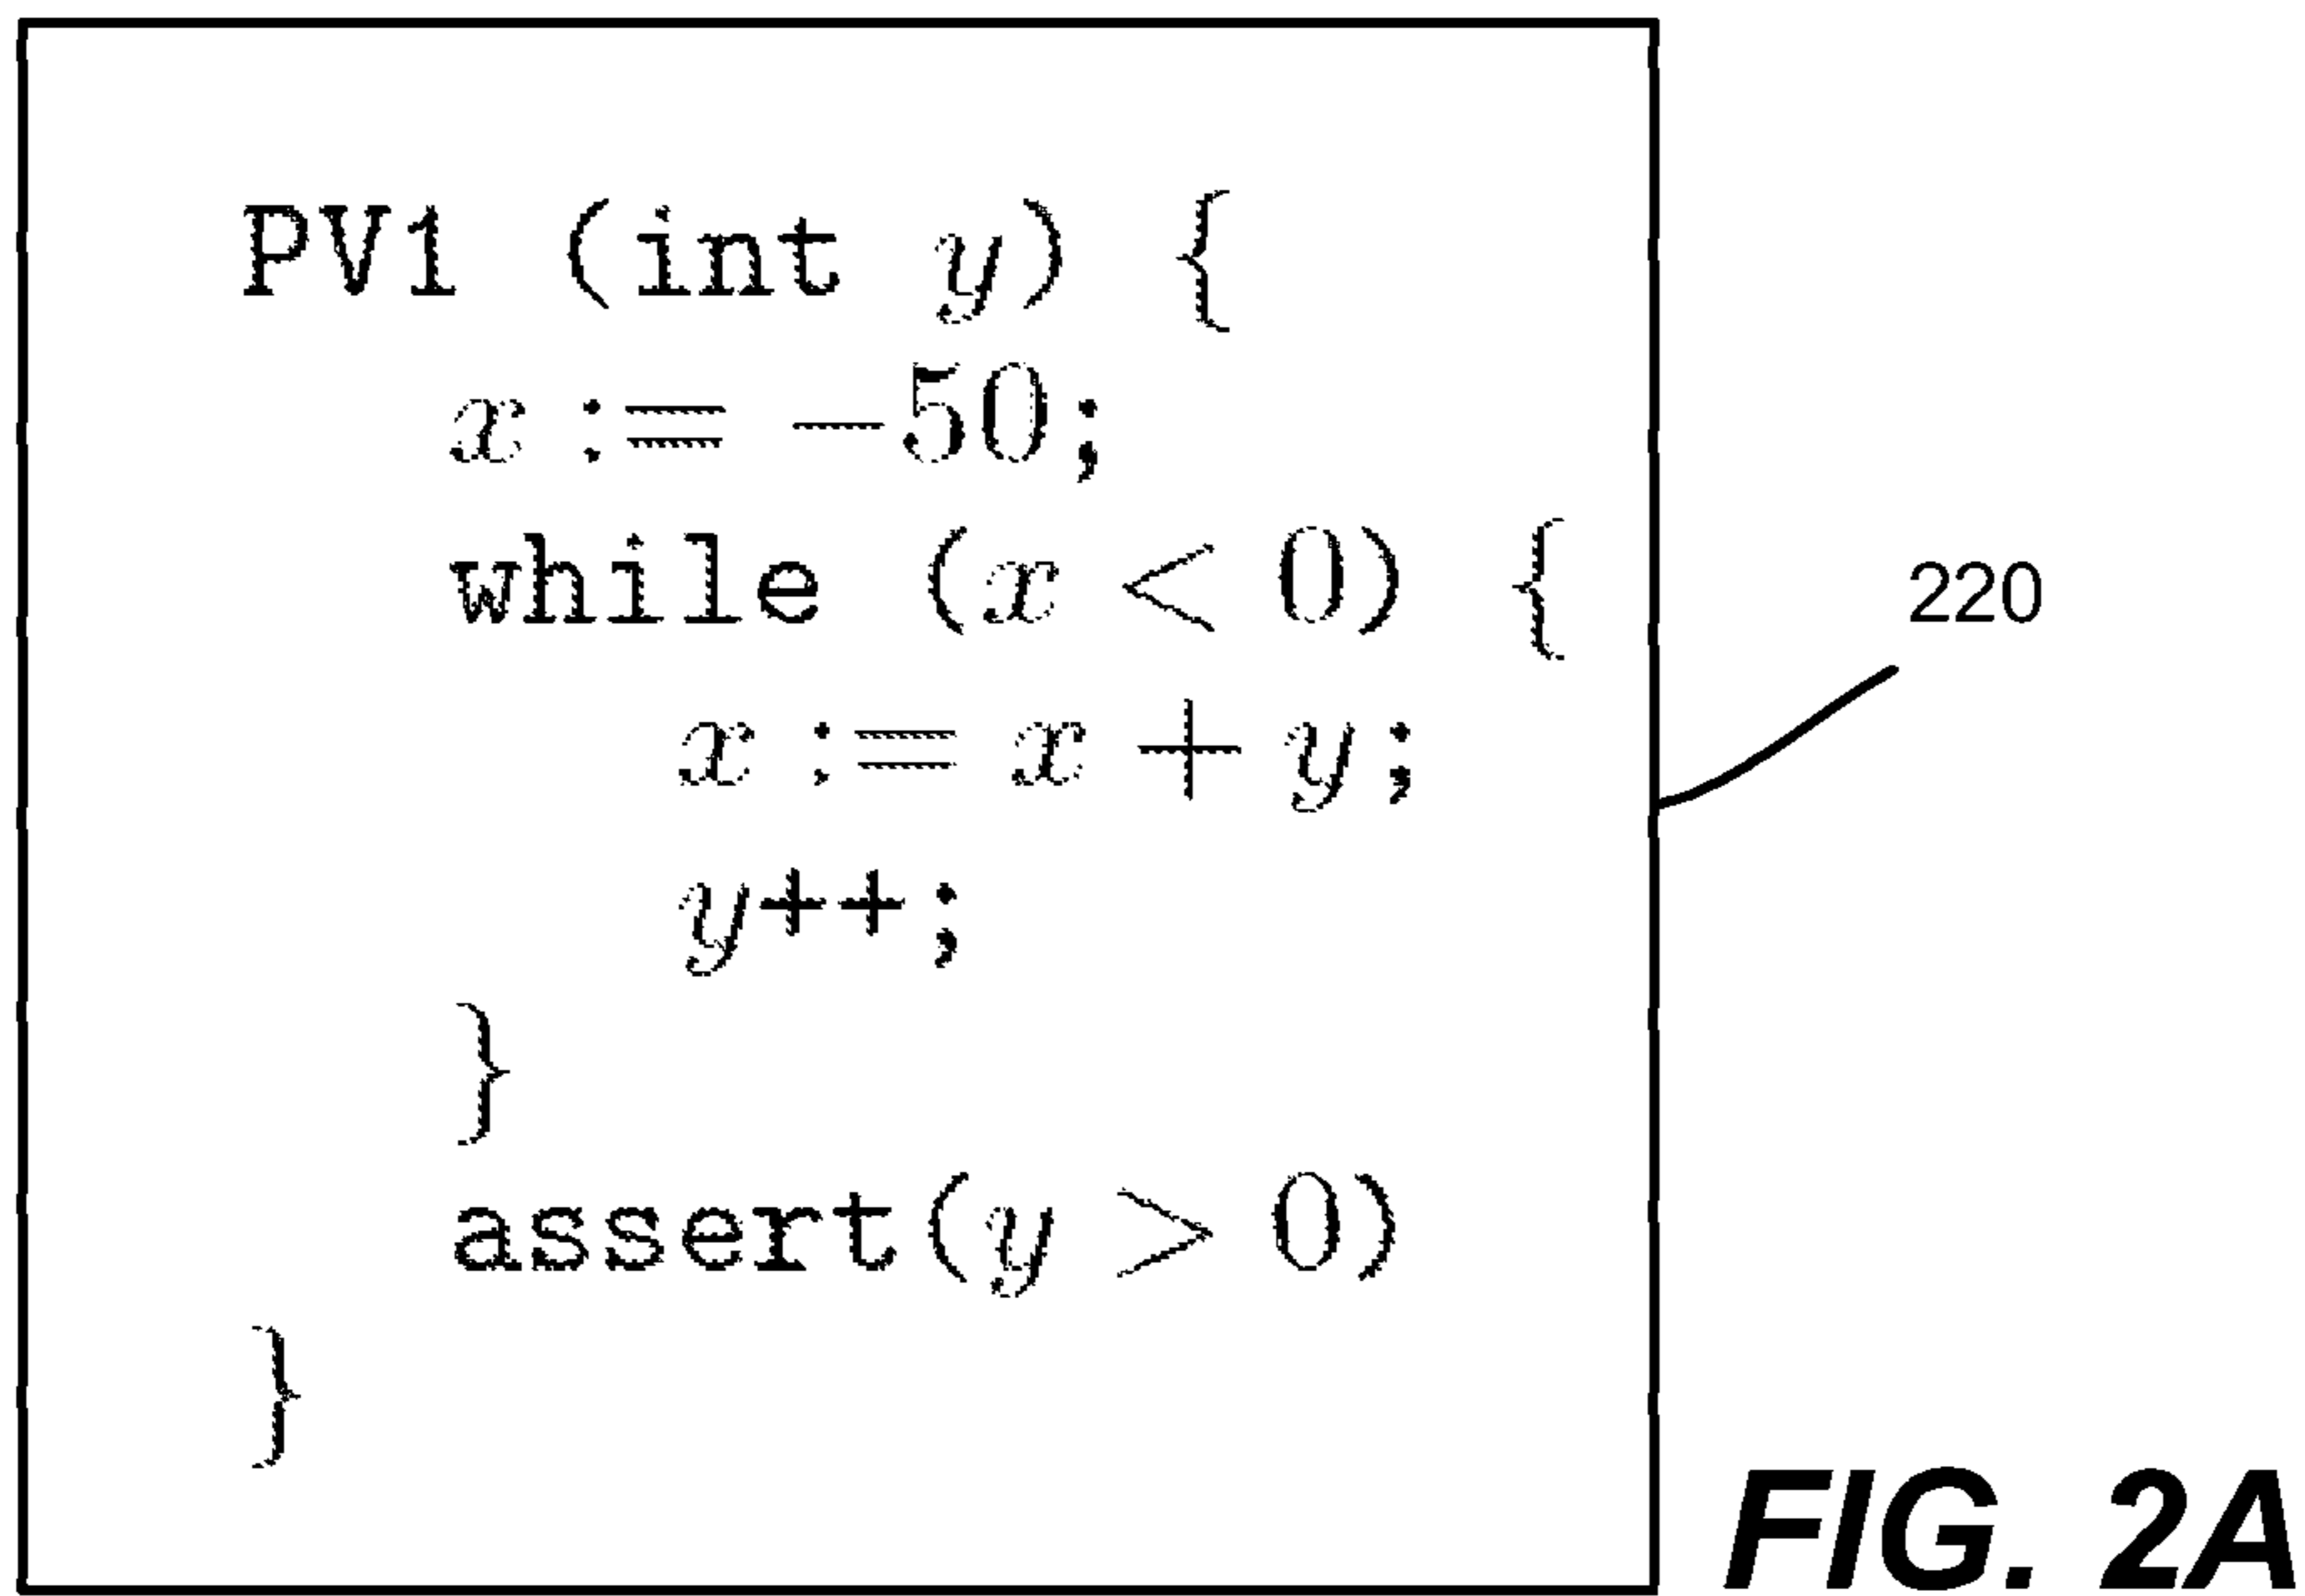 PV1 (int y) {
x := −50;
while (x < 0) {
x := x + y;
y++;
}
assert(y > 0)
}
220
FIG. 2A